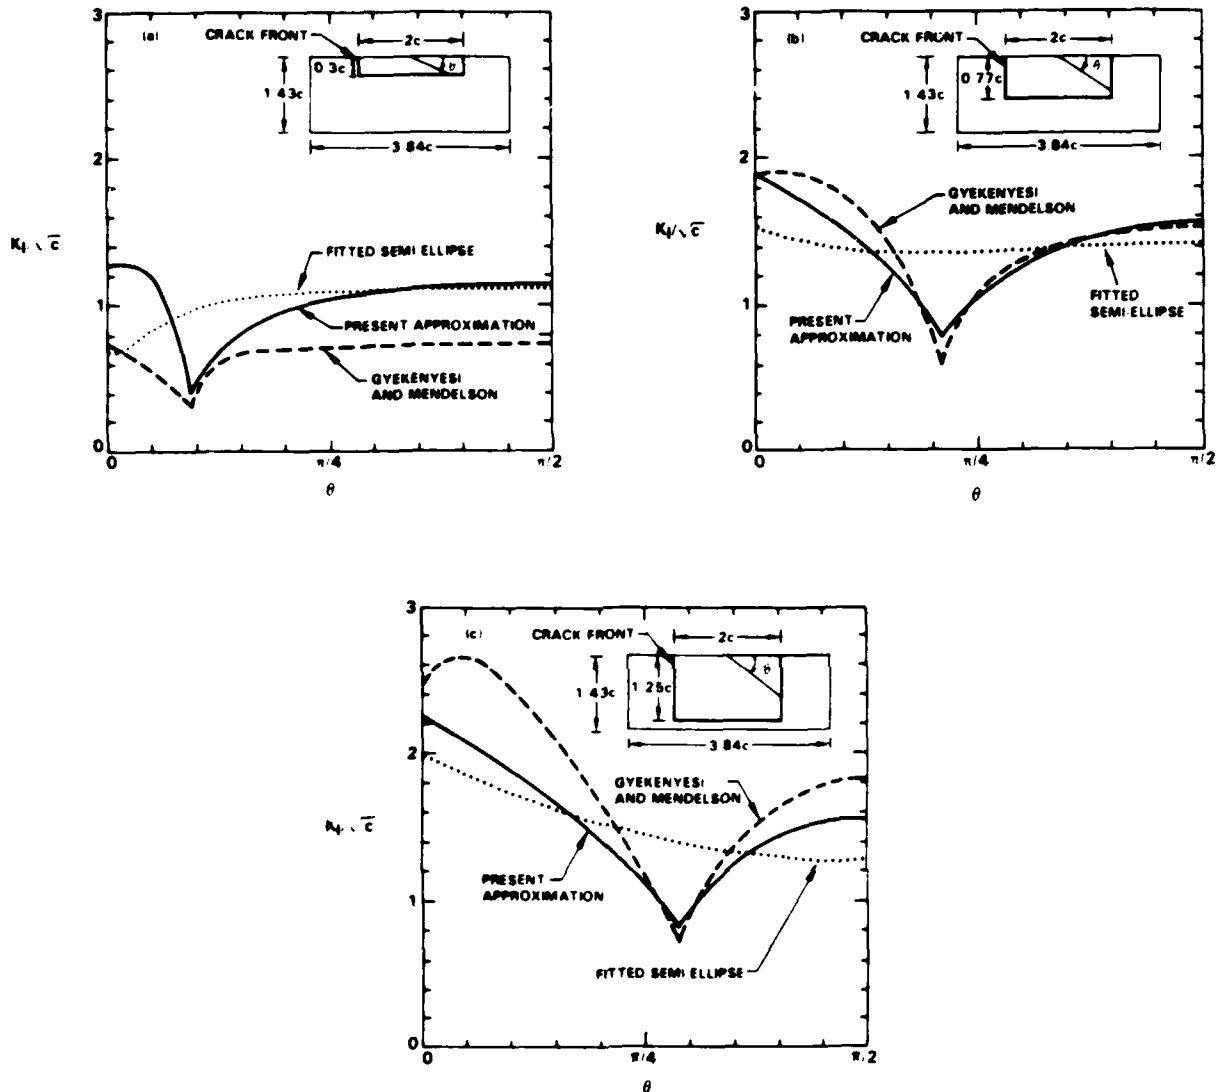 3
(a)
CRACK FRONT
2c
0.3c
θ
1.43c
3.84c
2
K_I/√c
FITTED SEMI ELLIPSE
1
PRESENT APPROXIMATION
GYEKENYESI
AND MENDELSON
0
0
π/4
π/2
θ
3
(b)
CRACK FRONT
2c
0.77c
θ
1.43c
3.84c
2
GYEKENYESI
AND MENDELSON
K_I/√c
PRESENT
APPROXIMATION
FITTED
SEMI-ELLIPSE
1
0
0
π/4
π/2
θ
3
(c)
CRACK FRONT
2c
1.43c
1.25c
θ
3.84c
2
GYEKENYESI
AND MENDELSON
K_I/√c
PRESENT
APPROXIMATION
1
FITTED SEMI ELLIPSE
0
0
π/4
π/2
θ